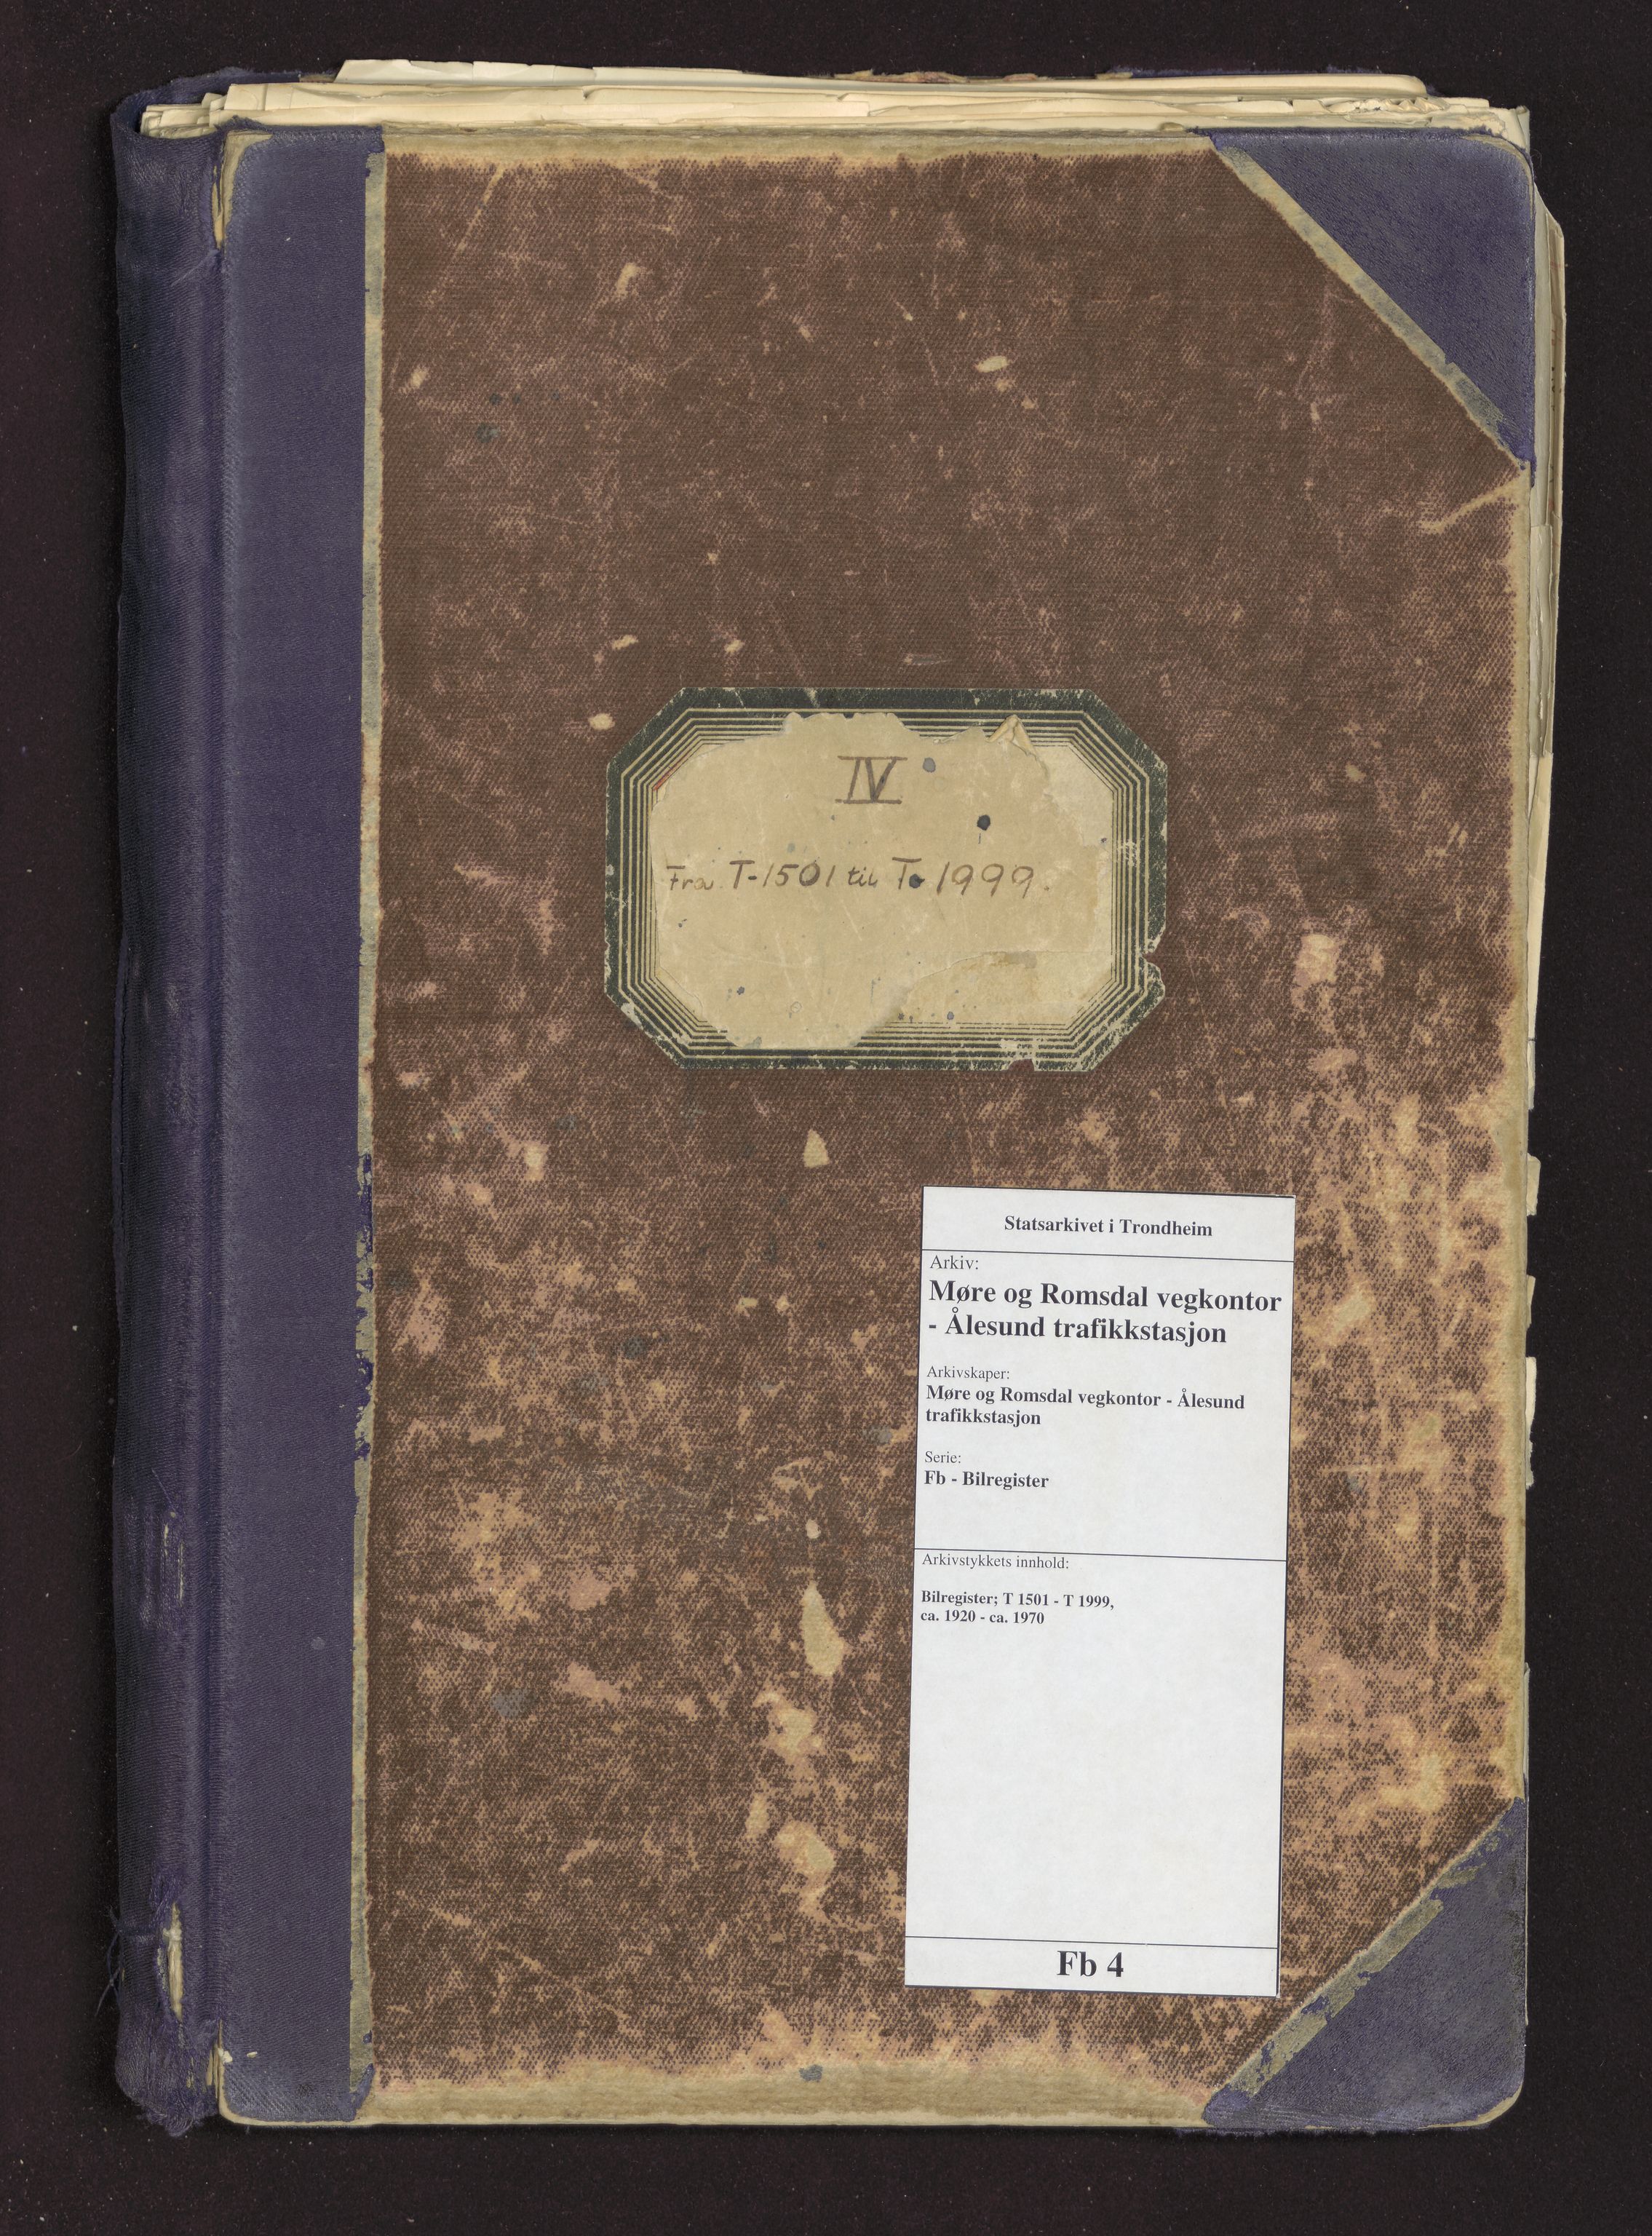 IV
Fra T-1501 til T-1999.
Statsarkivet i Trondheim
Arkiv:
Møre og Romsdal vegkontor
- Ålesund trafikkstasjon
Arkivskaper:
Møre og Romsdal vegkontor - Ålesund
trafikkstasjon
Serie:
Fb - Bilregister
Arkivstykkets innhold:
Bilregister; T 1501 - T 1999,
ca. 1920 - ca. 1970
Fb 4